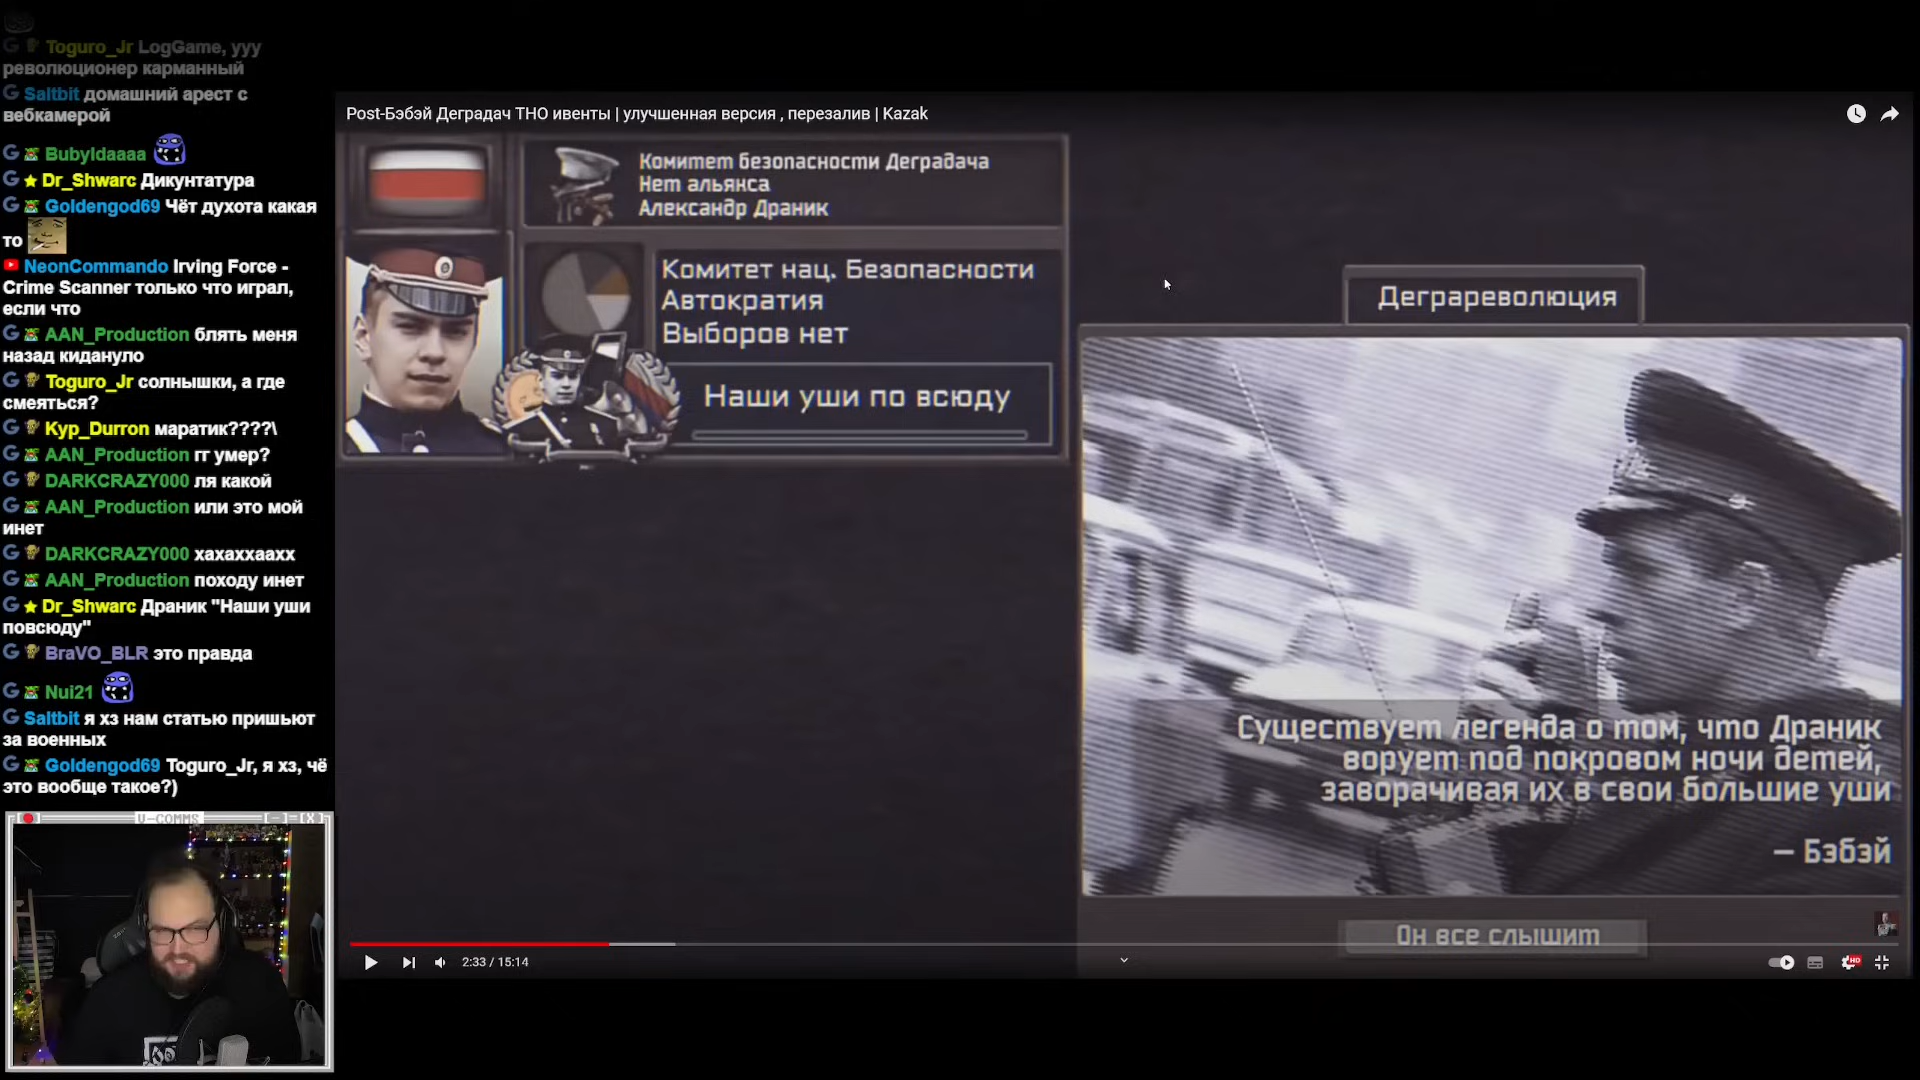 Toguro_Jr LogGame, ууу
революционер карманный
Saltbit домашний арест с
вебкамерой
Bubyldaaaa
Dr_Shwarc Дикунтатура
Goldengod69 Чёт духота какая
то
NeonCommando Irving Force -
Crime Scanner только что играл,
если что
AAN_Production блять меня
назад киданyло
Toguro_Jr солнышки, а где
смеяться?
Kyp_Durron маратик????\
AAN_Production гг умер?
DARKCRAZY000 ля какой
AAN_Production или это мой
инет
DARKCRAZY000 хахаххаахх
AAN_Production походу инет
Dr_Shwarc Драник "Наши уши
повсюду"
BraVO_BLR это правда
Nui21
Saltbit я хз нам статью пришьют
за военных
Goldengod69 Toguro_Jr, я хз, чё
это вообще такое?)
V-COMMS
[-]=[X]
Post-Бэбэй Деградач ТНО ивенты | улучшенная версия , перезалив | Kazak
Комитет безопасности Деградача
Нет альянса
Александр Драник
Комитет нац. Безопасности
Автократия
Выборов нет
Наши уши по всюду
Дегрareволюция
Существует легенда о том, что Драник
ворует под покровом ночи детей,
заворачивая их в свои большие уши
– Бэбэй
Он все слышит
2:33 / 15:14
HD